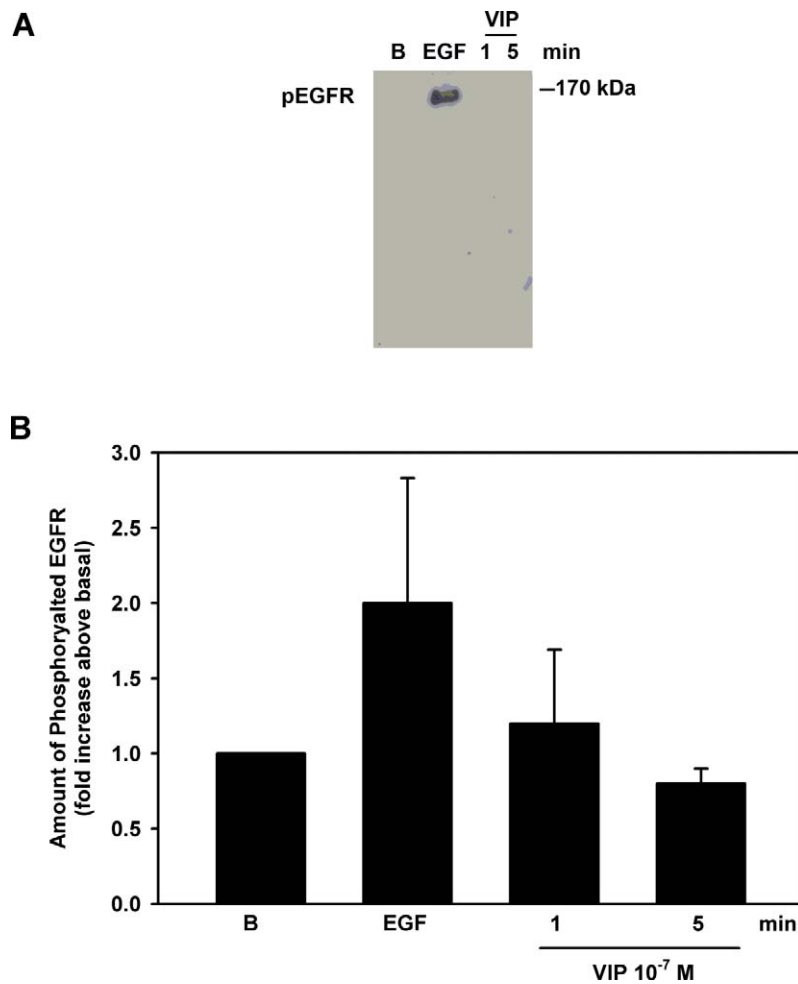 A
VIP
B EGF 1 5 min
pEGFR
–170 kDa
B
Amount of Phosphoryalted EGFR
(fold increase above basal)
3.0
2.5
2.0
1.5
1.0
0.5
0.0
B EGF 1 5 min
VIP 10⁻⁷ M